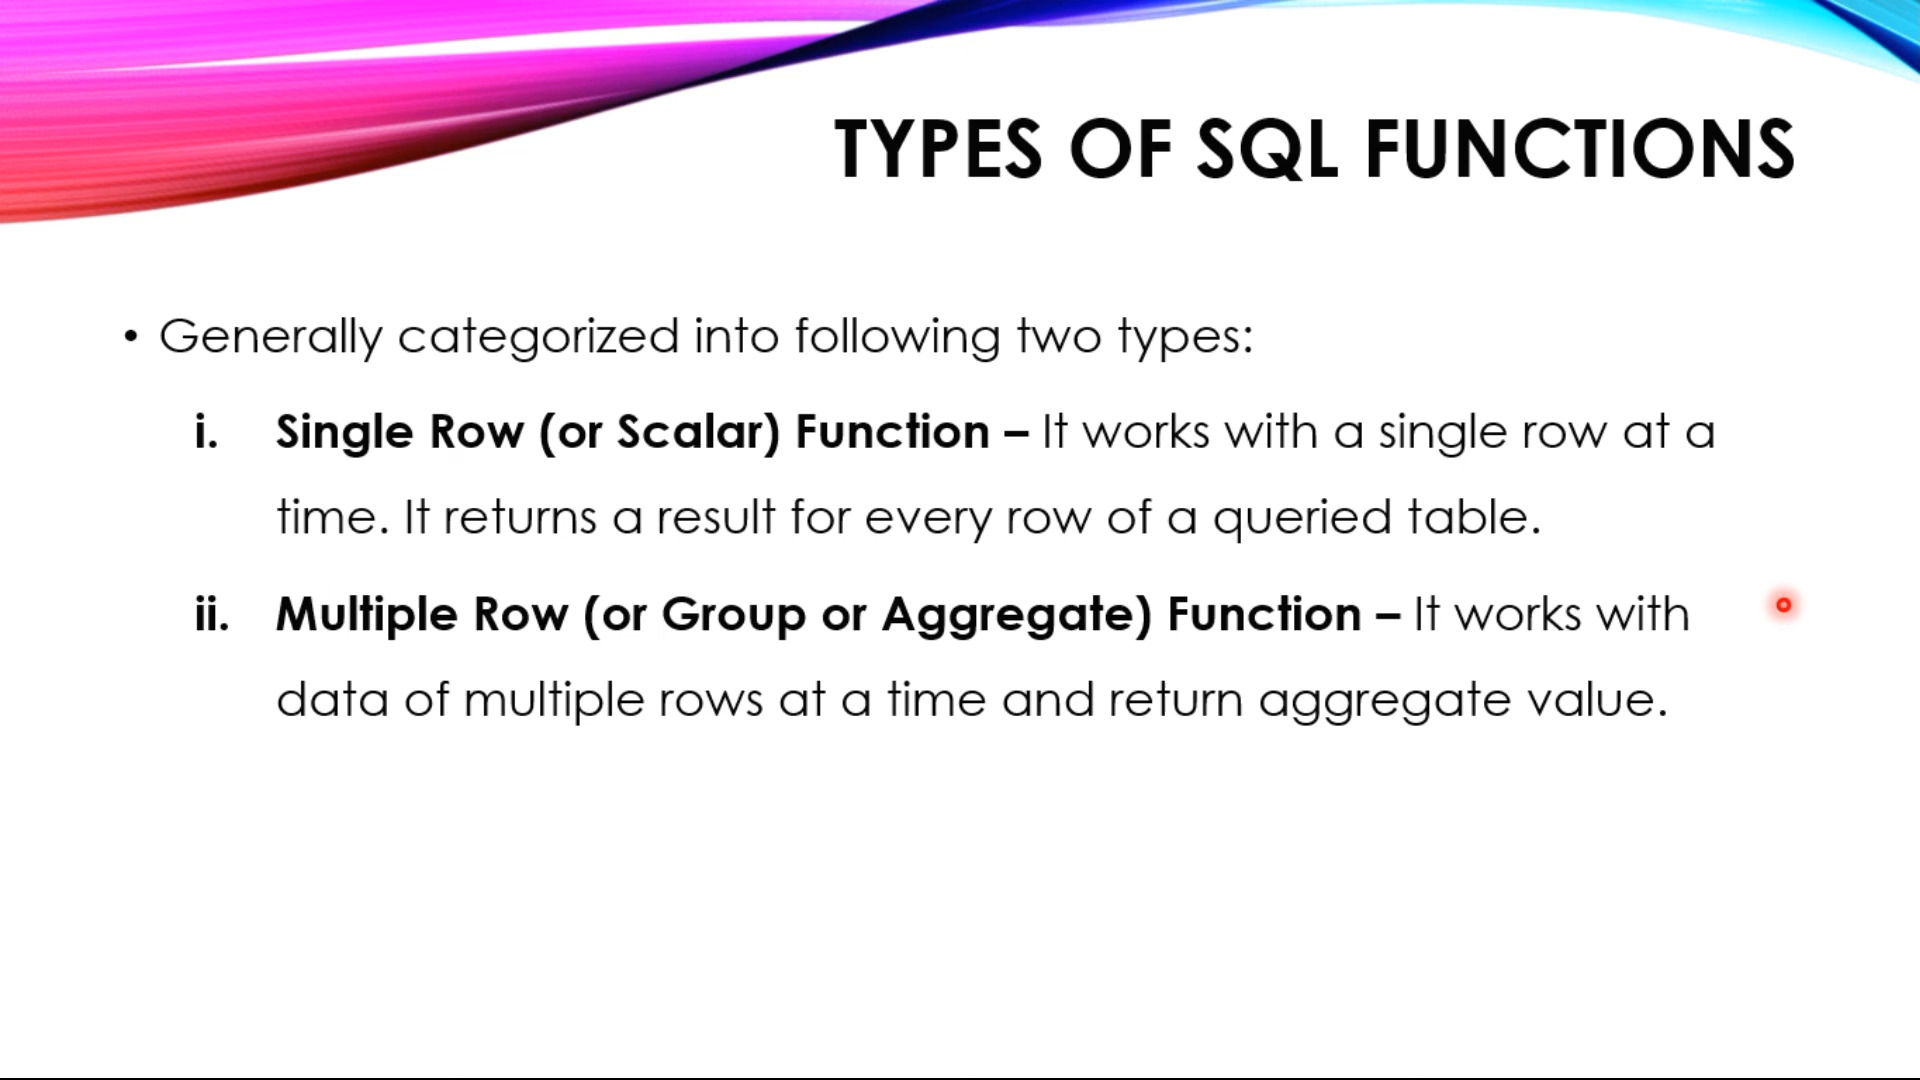 TYPES OF SQL FUNCTIONS
• Generally categorized into following two types:
i. Single Row (or Scalar) Function – It works with a single row at a
time. It returns a result for every row of a queried table.
ii. Multiple Row (or Group or Aggregate) Function – It works with
data of multiple rows at a time and return aggregate value.